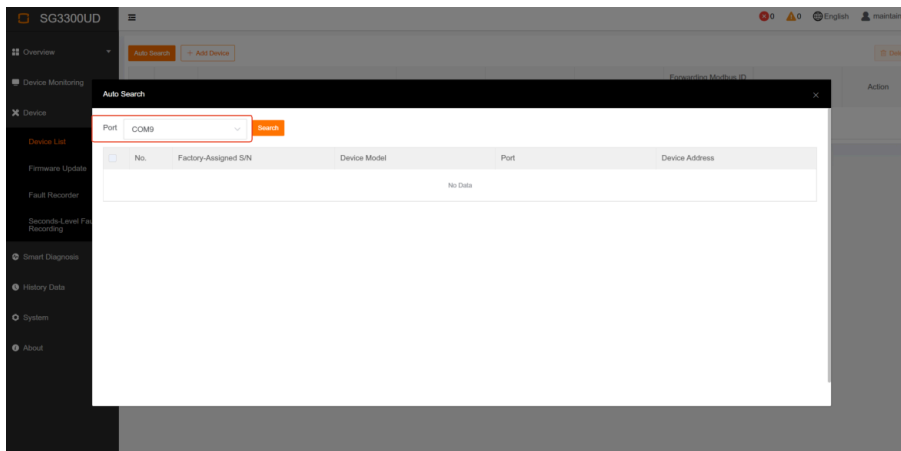 SG3300UD
0
0
English
maintain
Overview
Auto Search
+ Add Device
Device Monitoring
Forwarding Modbus ID
Action
Auto Search
Device
Port
COM9
Search
Device List
No.
Factory-Assigned S/N
Device Model
Port
Device Address
Firmware Update
No Data
Fault Recorder
Seconds-Level Fau
Recording
Smart Diagnosis
History Data
System
About